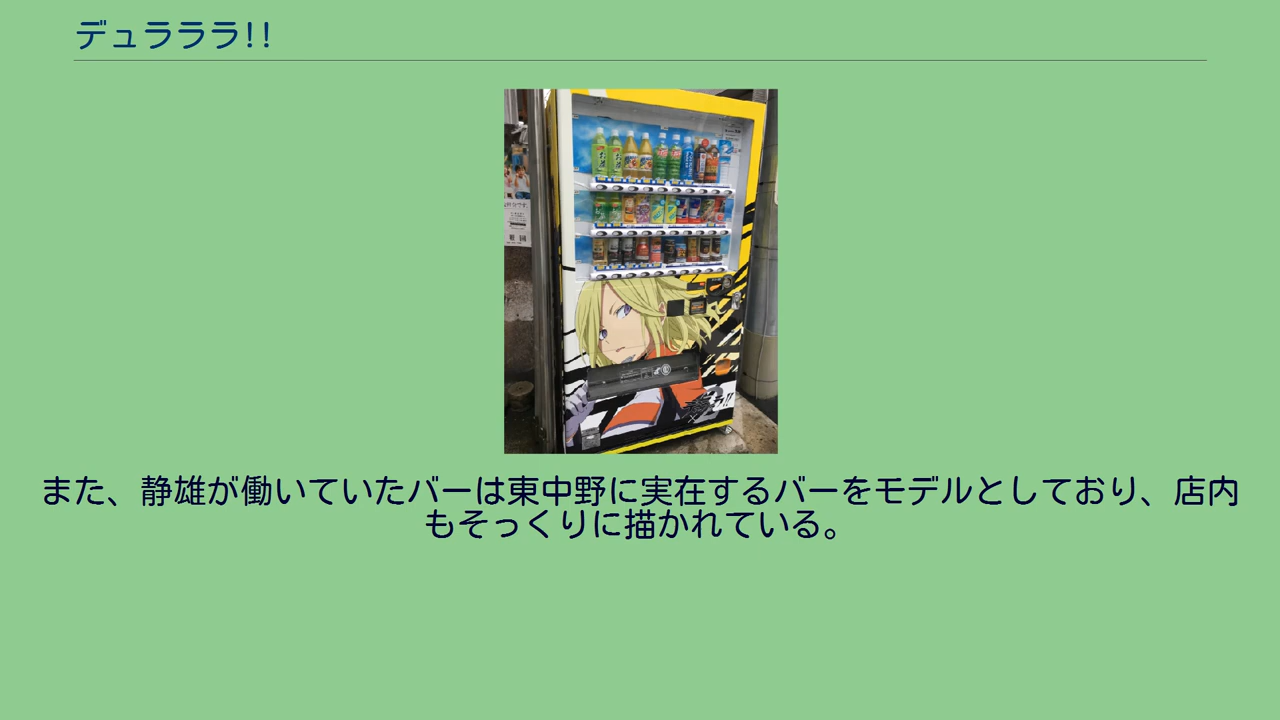 デュラララ!!
また、静雄が働いていたバーは東中野に実在するバーをモデルとしており、店内
もそっくりに描かれている。